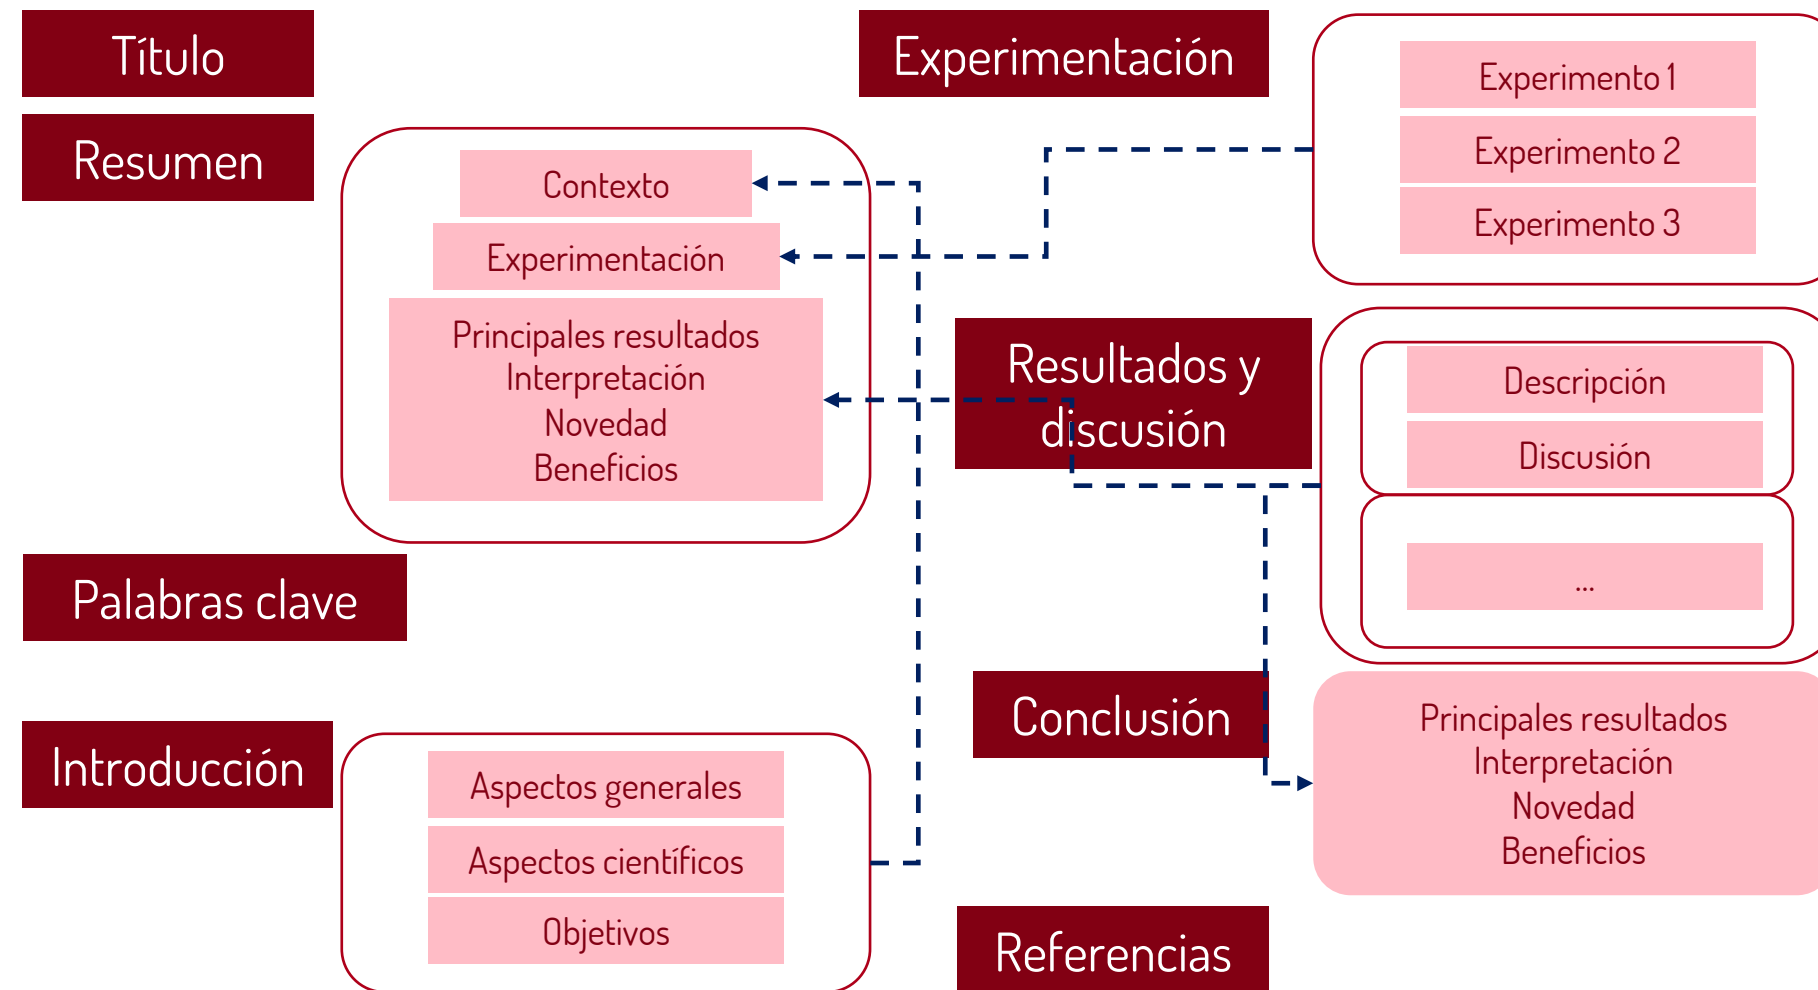 Título
Resumen
Contexto
Experimentación
Principales resultados
Interpretación
Novedad
Beneficios
Palabras clave
Introducción
Aspectos generales
Aspectos científicos
Objetivos
Experimentación
Experimento 1
Experimento 2
Experimento 3
Resultados y
discusión
Descripción
Discusión
...
Conclusión
Principales resultados
Interpretación
Novedad
Beneficios
Referencias